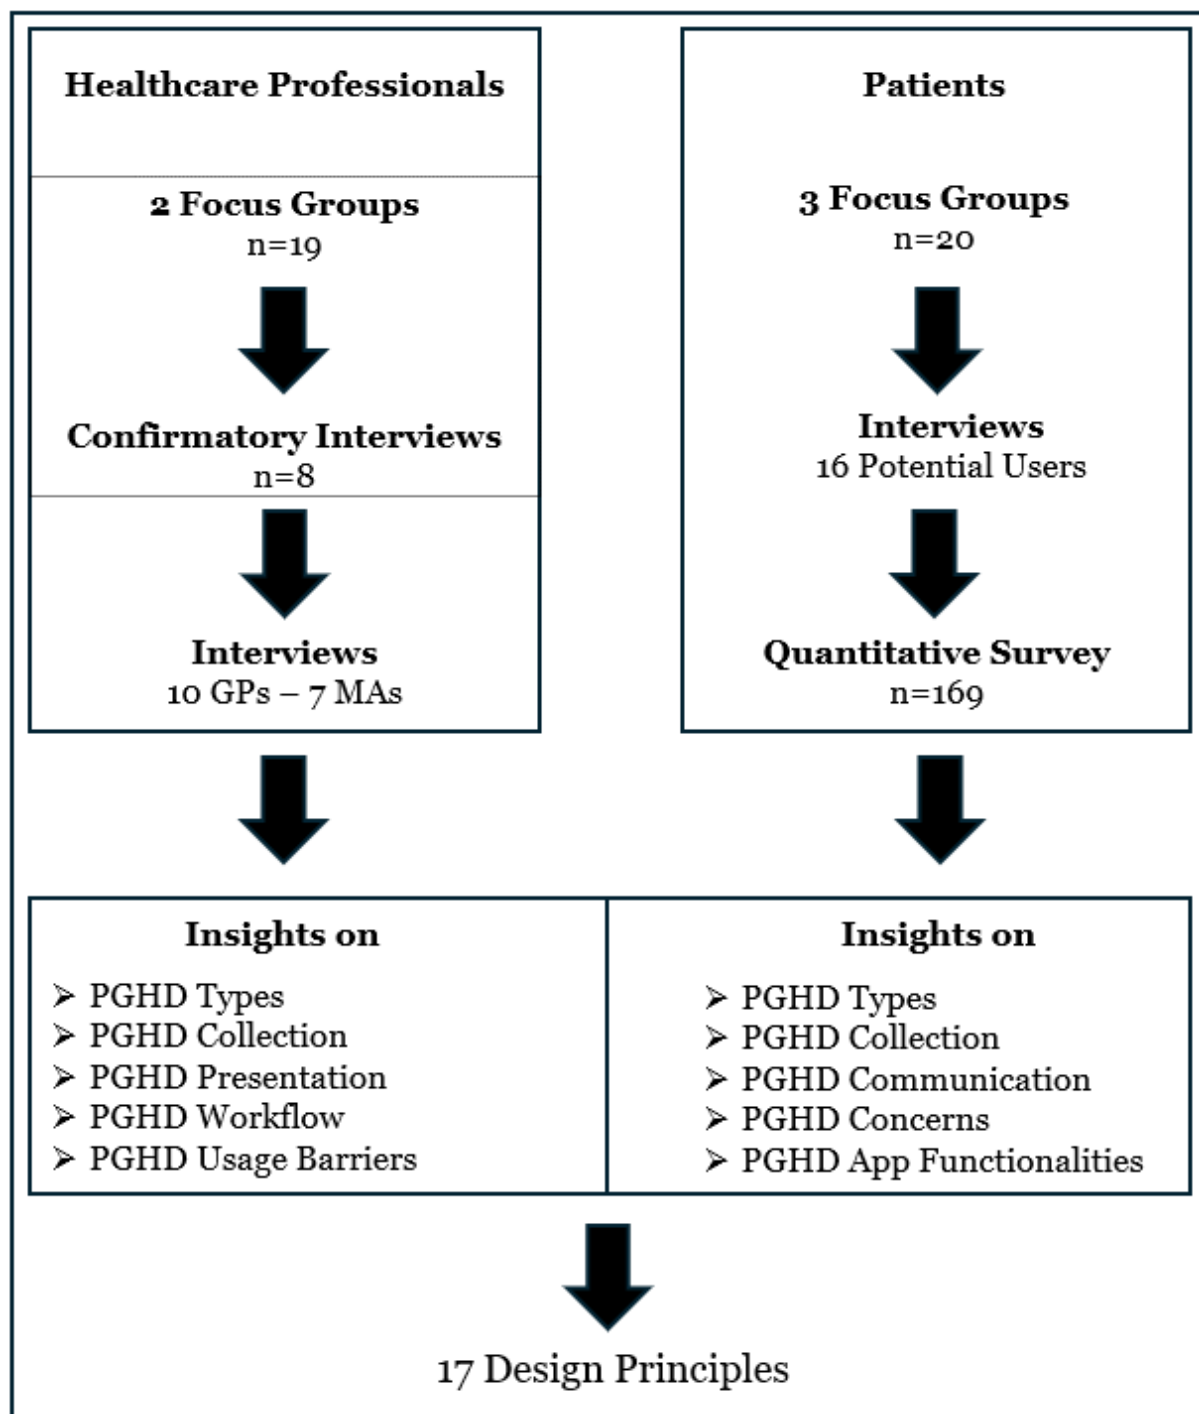 Healthcare Professionals
2 Focus Groups
n=19
Confirmatory Interviews
n=8
Interviews
10 GPs – 7 MAs
Patients
3 Focus Groups
n=20
Interviews
16 Potential Users
Quantitative Survey
n=169
Insights on
➢ PGHD Types
➢ PGHD Collection
➢ PGHD Presentation
➢ PGHD Workflow
➢ PGHD Usage Barriers
Insights on
➢ PGHD Types
➢ PGHD Collection
➢ PGHD Communication
➢ PGHD Concerns
➢ PGHD App Functionalities
17 Design Principles